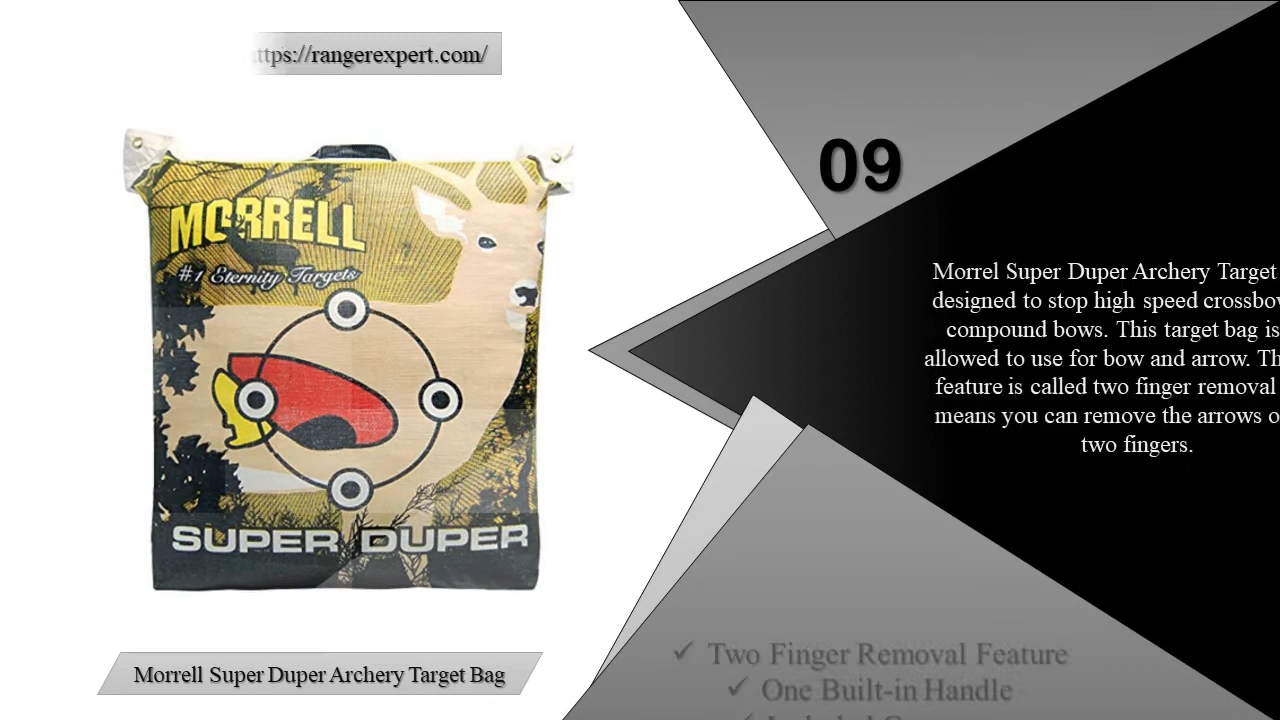 ttps://rangerexpert.com/
09
MORRELL
#1 Eternity Targets
SUPER DUPER
Morrell Super Duper Archery Target Bag
Morrel Super Duper Archery Target
designed to stop high speed crossbow
compound bows. This target bag is
allowed to use for bow and arrow. Th
feature is called two finger removal
means you can remove the arrows o
two fingers.
✓ Two Finger Removal Feature
✓ One Built-in Handle